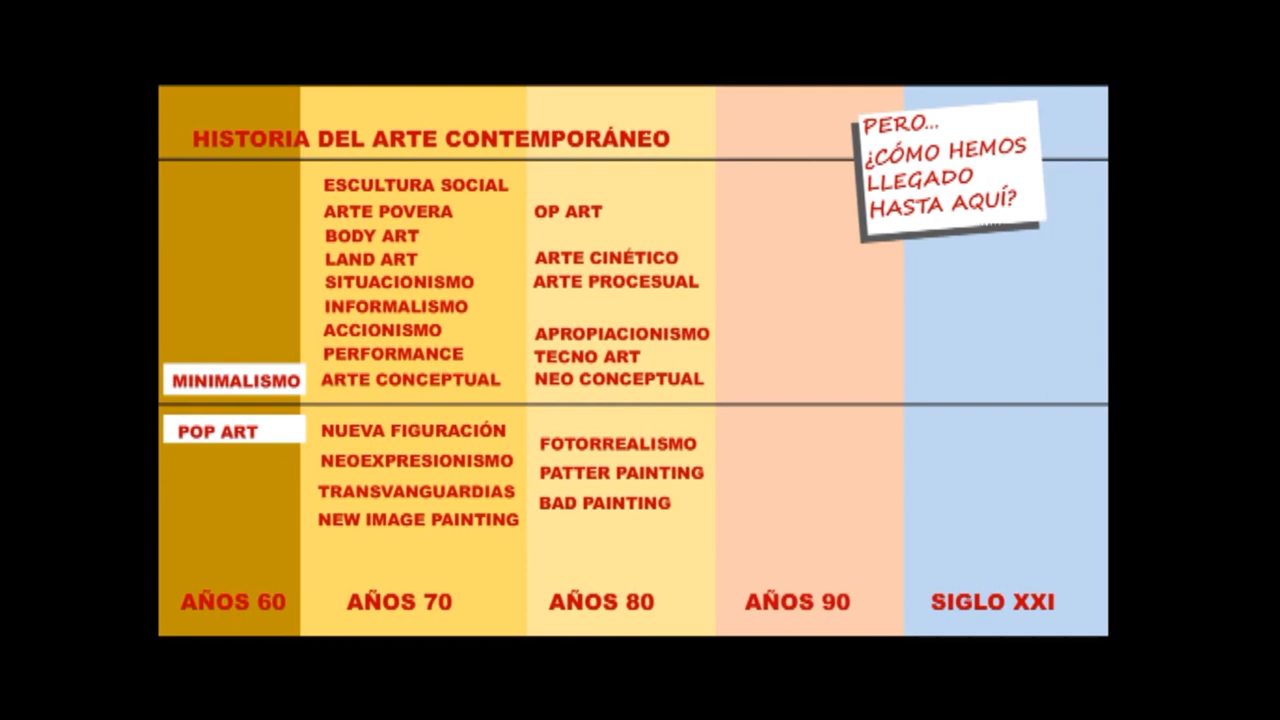 HISTORIA DEL ARTE CONTEMPORÁNEO
PERO...
¿CÓMO HEMOS
LLEGADO
HASTA AQUÍ?
MINIMALISMO
POP ART
AÑOS 60
ESCULTURA SOCIAL
ARTE POVERA
BODY ART
LAND ART
SITUACIONISMO
INFORMALISMO
ACCIONISMO
PERFORMANCE
ARTE CONCEPTUAL
NUEVA FIGURACIÓN
NEOEXPRESIONISMO
TRANSVANGUARDIAS
NEW IMAGE PAINTING
AÑOS 70
OP ART
ARTE CINÉTICO
ARTE PROCESUAL
APROPIACIONISMO
TECNO ART
NEO CONCEPTUAL
FOTORREALISMO
PATTER PAINTING
BAD PAINTING
AÑOS 80
AÑOS 90
SIGLO XXI